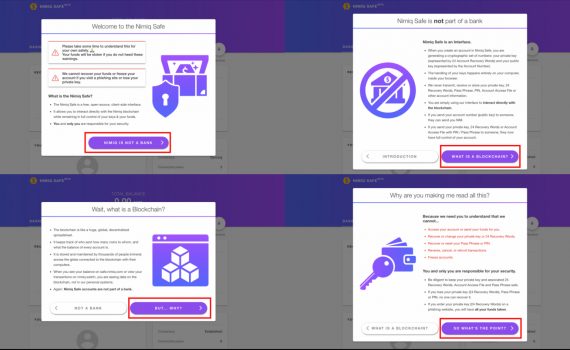 NIMIQ SAFE BETA
Welcome to the Nimiq Safe
Please take some time to understand this for
your own safety.
Your funds will be stolen if you do not heed these
warnings.
We cannot recover your funds or freeze your
account if you visit a phishing site or lose your
private key.
What is the Nimiq Safe?
The Nimiq Safe is a free, open-source, client-side interface.
It allows you to interact directly with the Nimiq blockchain
while remaining in full control of your keys & your funds.
You and only you are responsible for your security.
NIMIQ IS NOT A BANK
NIMIQ SAFE BETA
Nimiq Safe is not part of a bank
Nimiq Safe is an Interface.
When you create an account in Nimiq Safe, you are
generating a cryptographic set of numbers: your private key
(represented by 24 Recovery Words) and your public
key (represented by the Account Number).
The handling of your keys happens entirely on your computer,
inside your browser.
We never transmit, receive or store your private key, 24
Recovery Words, Pass Phrase, PIN, Account Access File or
other account information.
You are simply using our interface to interact directly with
the blockchain.
If you send your account number (public key) to someone,
they can send you NIM.
If you send your private key, 24 Recovery Words or Account
Access File with PIN / Pass Phrase to someone, they now
have full control of your account.
INTRODUCTION
WHAT IS A BLOCKCHAIN?
NIMIQ SAFE BETA
TOTAL BALANCE
Wait, what is a Blockchain?
The blockchain is like a huge, global, decentralized
spreadsheet.
It keeps track of who sent how many coins to whom, and
what the balance of every account is.
It is stored and maintained by thousands of people (miners)
across the globe connected to the blockchain with their
computers.
When you see your balance on safe.nimiq.com or view your
transactions on nimiq.watch, you are seeing data on the
blockchain, not in our personal systems.
Again: Nimiq Safe accounts are not part of a bank.
NOT A BANK
BUT... WHY?
Consensus
Established
NIMIQ SAFE BETA
Why are you making me read all this?
Because we need you to understand that we
cannot...
Access your account or send your funds for you.
Recover or change your private key or 24 Recovery Words.
Recover or reset your Pass Phrase or PIN.
Reverse, cancel, or refund transactions.
Freeze accounts.
You and only you are responsible for your security.
Be diligent to keep your private key and associated 24
Recovery Words, Account Access File and Pass Phrase safe.
If you lose your private key (24 Recovery Words) or your PIN,
no one can recover it.
If you enter your private key (24 Recovery Words) on a
phishing website, you will have all your funds taken.
WHAT IS A BLOCKCHAIN
SO WHAT'S THE POINT?
Consensus
Established